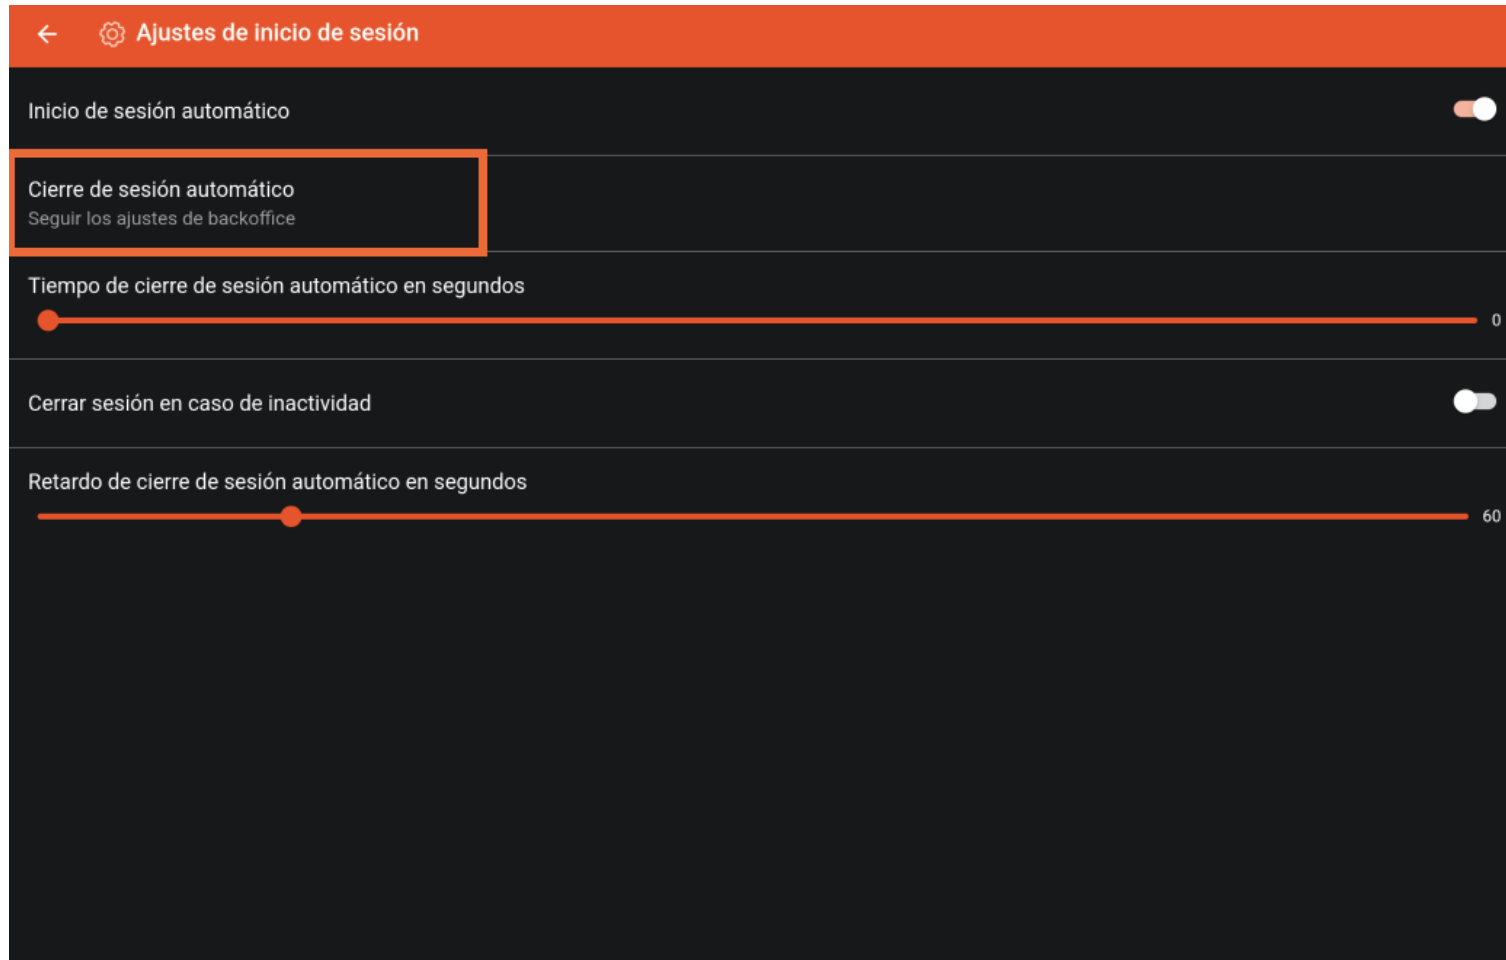 Ajustes de inicio de sesión
Inicio de sesión automático
Cierre de sesión automático
Seguir los ajustes de backoffice
Tiempo de cierre de sesión automático en segundos
0
Cerrar sesión en caso de inactividad
Retardo de cierre de sesión automático en segundos
60